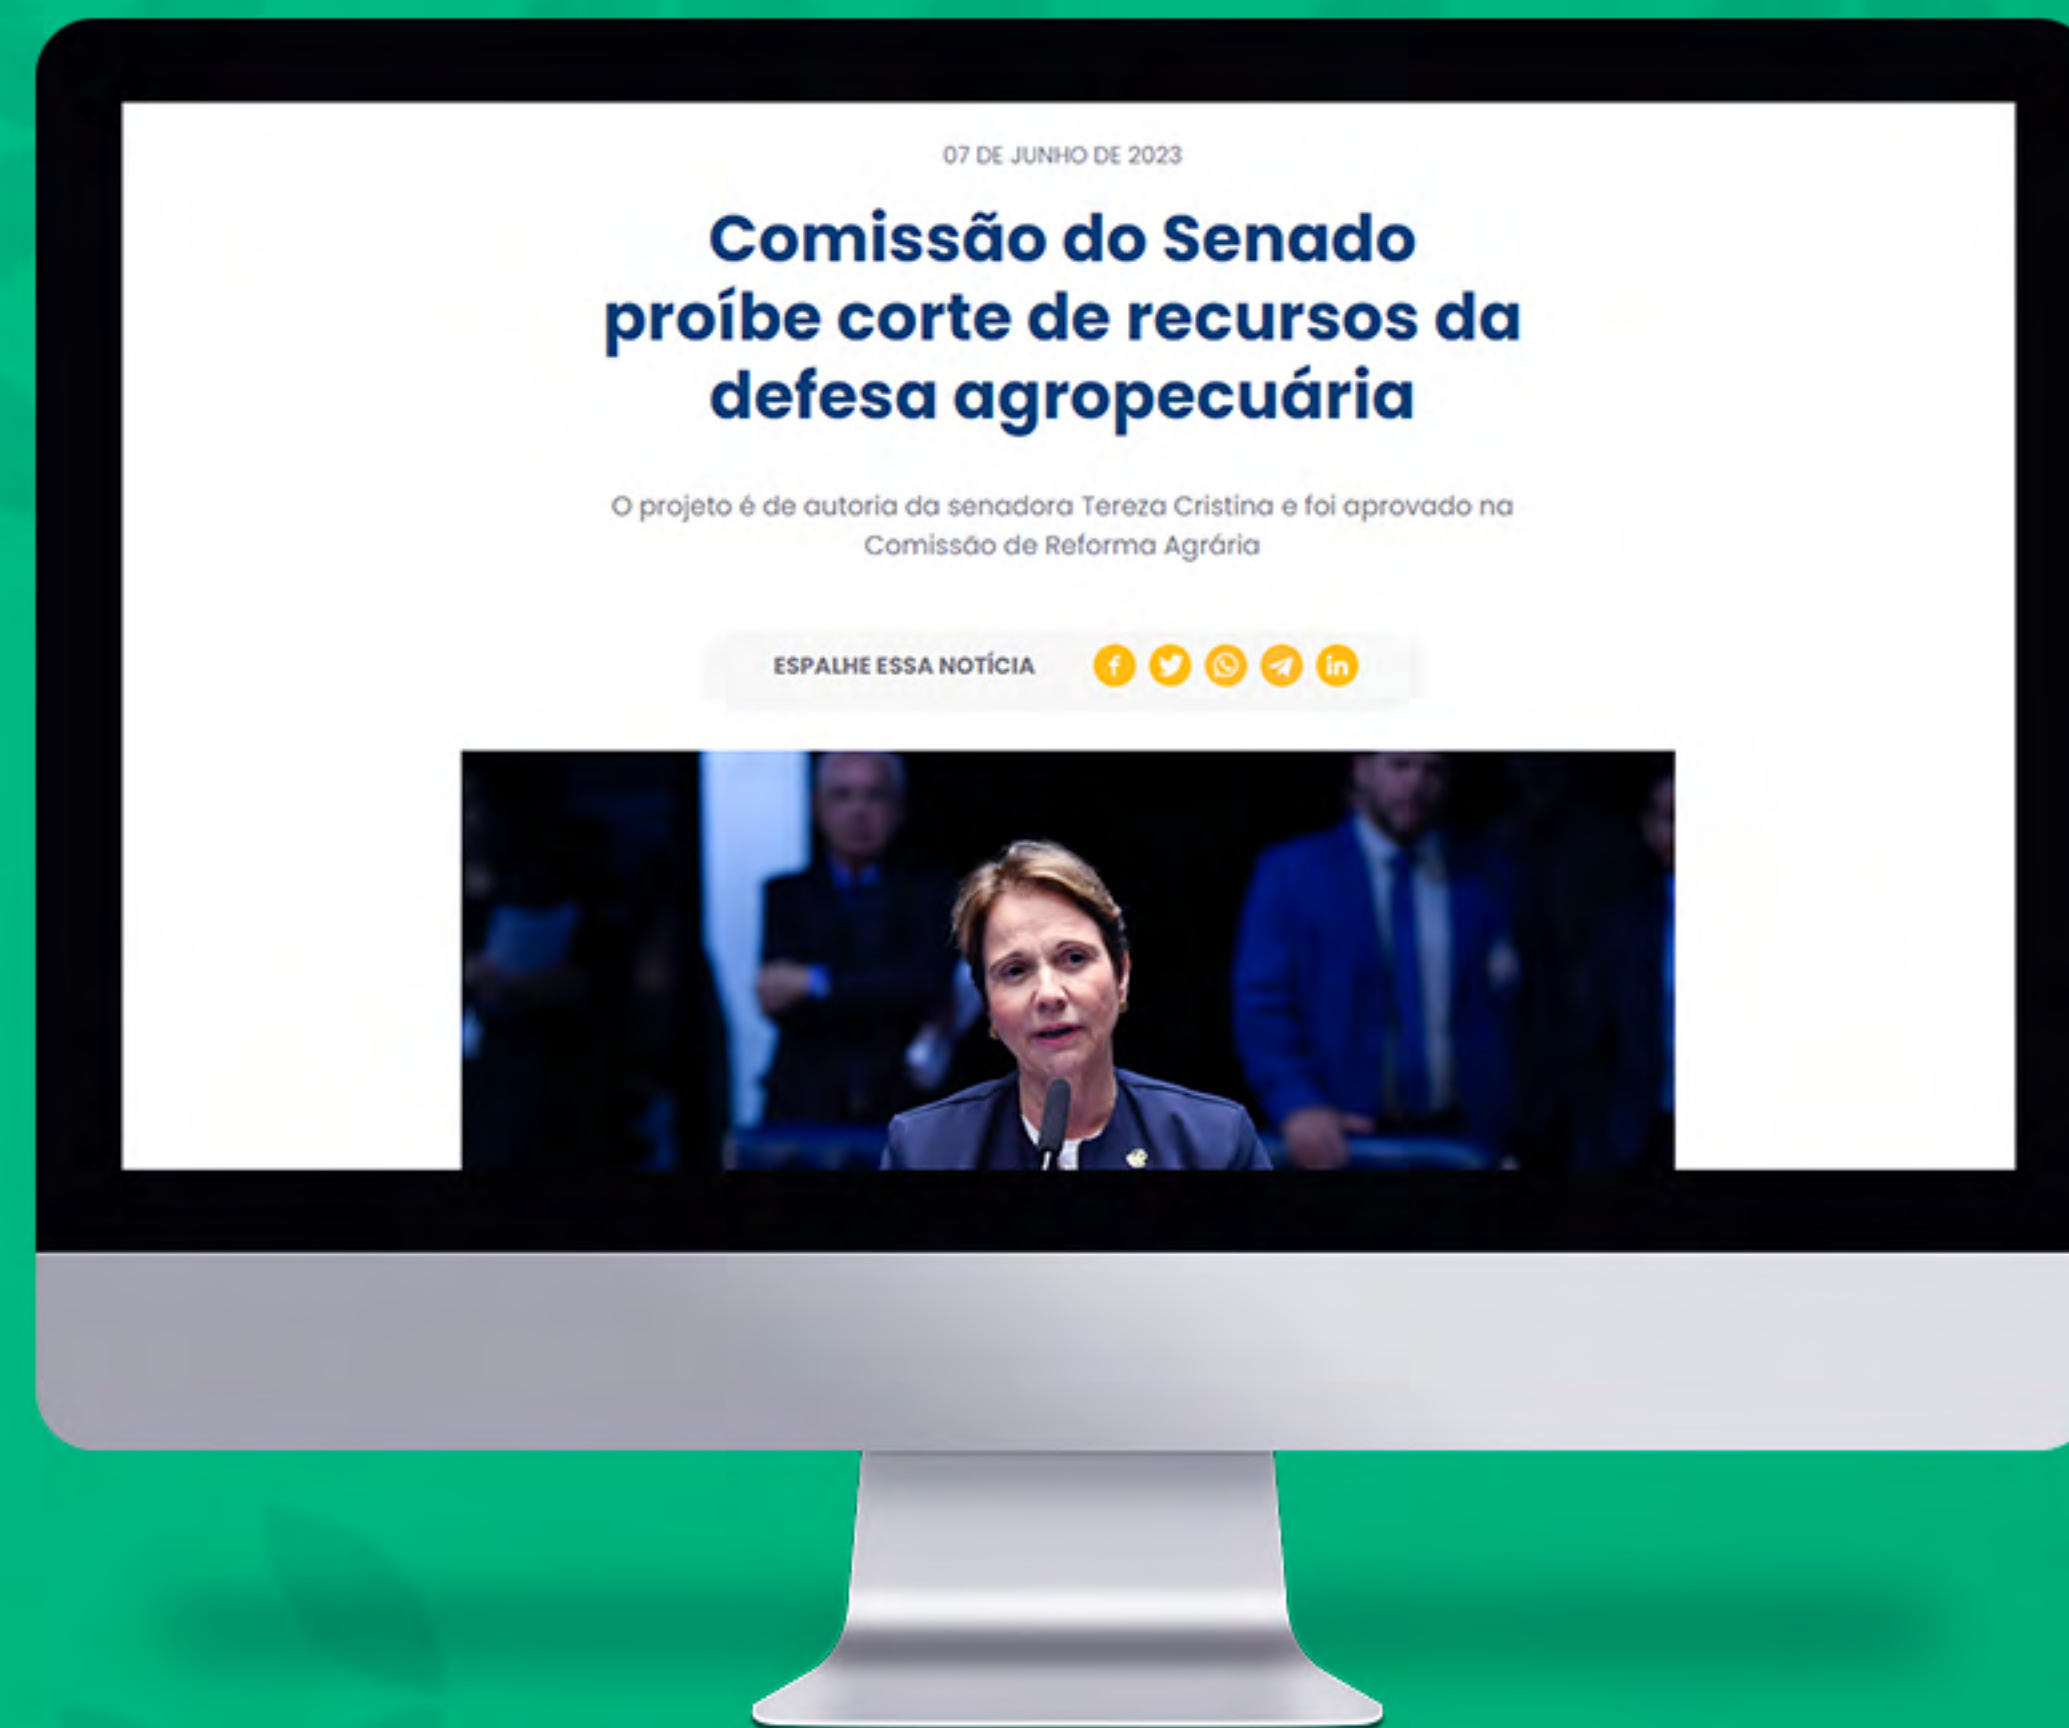 07 DE JUNHO DE 2023
Comissão do Senado
proíbe corte de recursos da
defesa agropecuária
O projeto é de autoria da senadora Tereza Cristina e foi aprovado na
Comissão de Reforma Agrária
ESPALHE ESSA NOTÍCIA